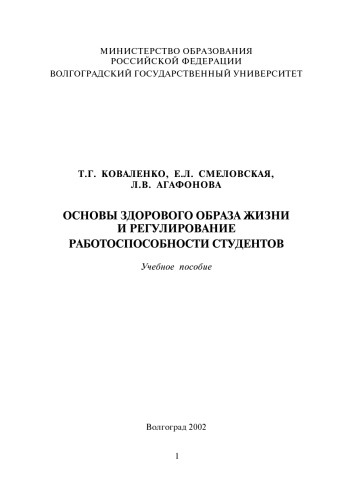 МИНИСТЕРСТВО ОБРАЗОВАНИЯ
РОССИЙСКОЙ ФЕДЕРАЦИИ
ВОЛГОГРАДСКИЙ ГОСУДАРСТВЕННЫЙ УНИВЕРСИТЕТ
Т.Г. КОВАЛЕНКО, Е.Л. СМЕЛОВСКАЯ,
Л.В. АГАФОНОВА
ОСНОВЫ ЗДОРОВОГО ОБРАЗА ЖИЗНИ
И РЕГУЛИРОВАНИЕ
РАБОТОСПОСОБНОСТИ СТУДЕНТОВ
Учебное пособие
Волгоград 2002
1